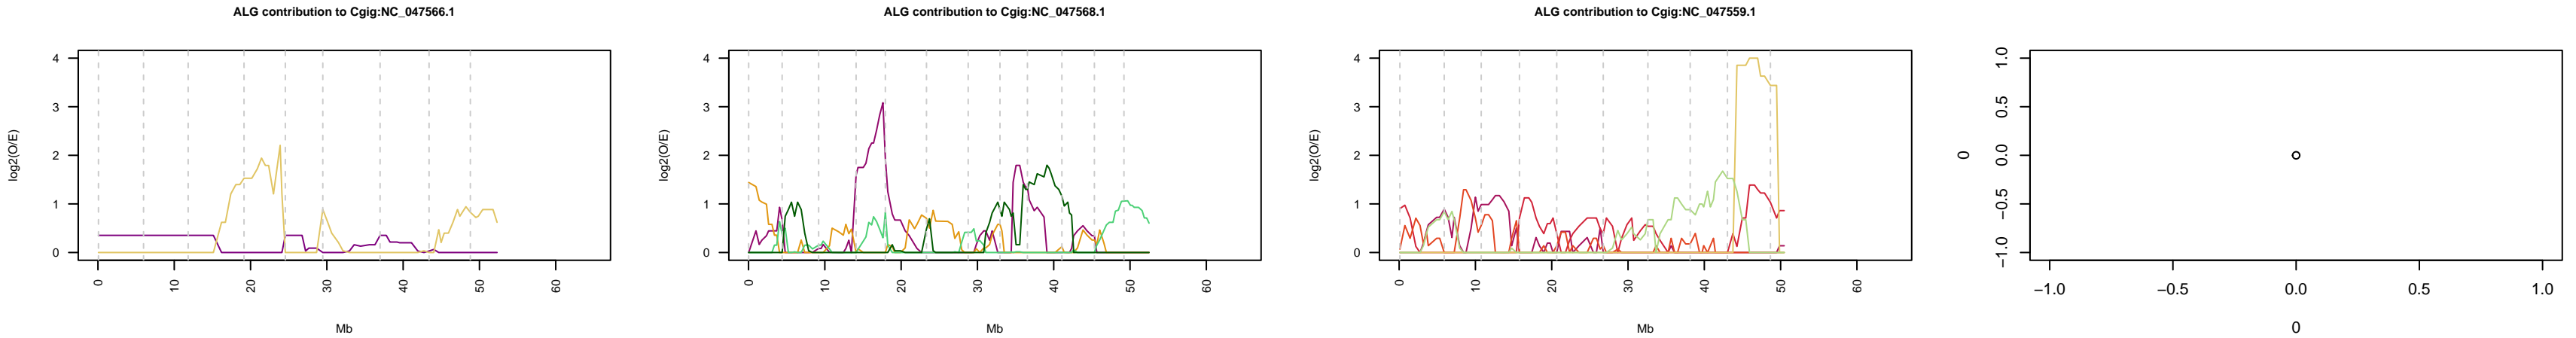 ALG contribution to Cgig:NC_047566.1
log2(O/E)
4
3
2
1
0
0 10 20 30 40 50 60
Mb
ALG contribution to Cgig:NC_047568.1
log2(O/E)
4
3
2
1
0
0 10 20 30 40 50 60
Mb
ALG contribution to Cgig:NC_047559.1
log2(O/E)
4
3
2
1
0
0 10 20 30 40 50 60
Mb
0
1.0
0.5
0.0
−0.5
−1.0
−1.0 −0.5 0.0 0.5 1.0
0